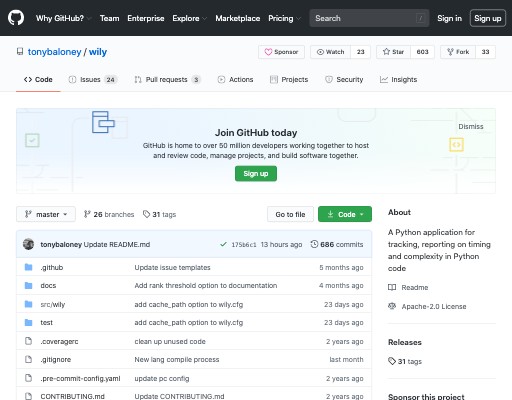 Why GitHub? Team Enterprise Explore Marketplace Pricing Search / Sign in Sign up
tonybaloney / wily Sponsor Watch 23 Star 603 Fork 33
Code Issues 24 Pull requests 3 Actions Projects Security Insights
Join GitHub today
Dismiss
GitHub is home to over 50 million developers working together to host
and review code, manage projects, and build software together.
Sign up
master 26 branches 31 tags Go to file Code
tonybaloney Update README.md 175b6c1 13 hours ago 686 commits
.github Update issue templates 5 months ago
docs Add rank threshold option to documentation 4 months ago
src/wily add cache_path option to wily.cfg 23 days ago
test add cache_path option to wily.cfg 23 days ago
.coveragerc clean up unused code 2 years ago
.gitignore New lang compile process last month
.pre-commit-config.yaml update pc config 2 years ago
CONTRIBUTING.md Update CONTRIBUTING.md 2 years ago
About
A Python application for
tracking, reporting on timing
and complexity in Python
code
Readme
Apache-2.0 License
Releases
31 tags
Sponsor this project